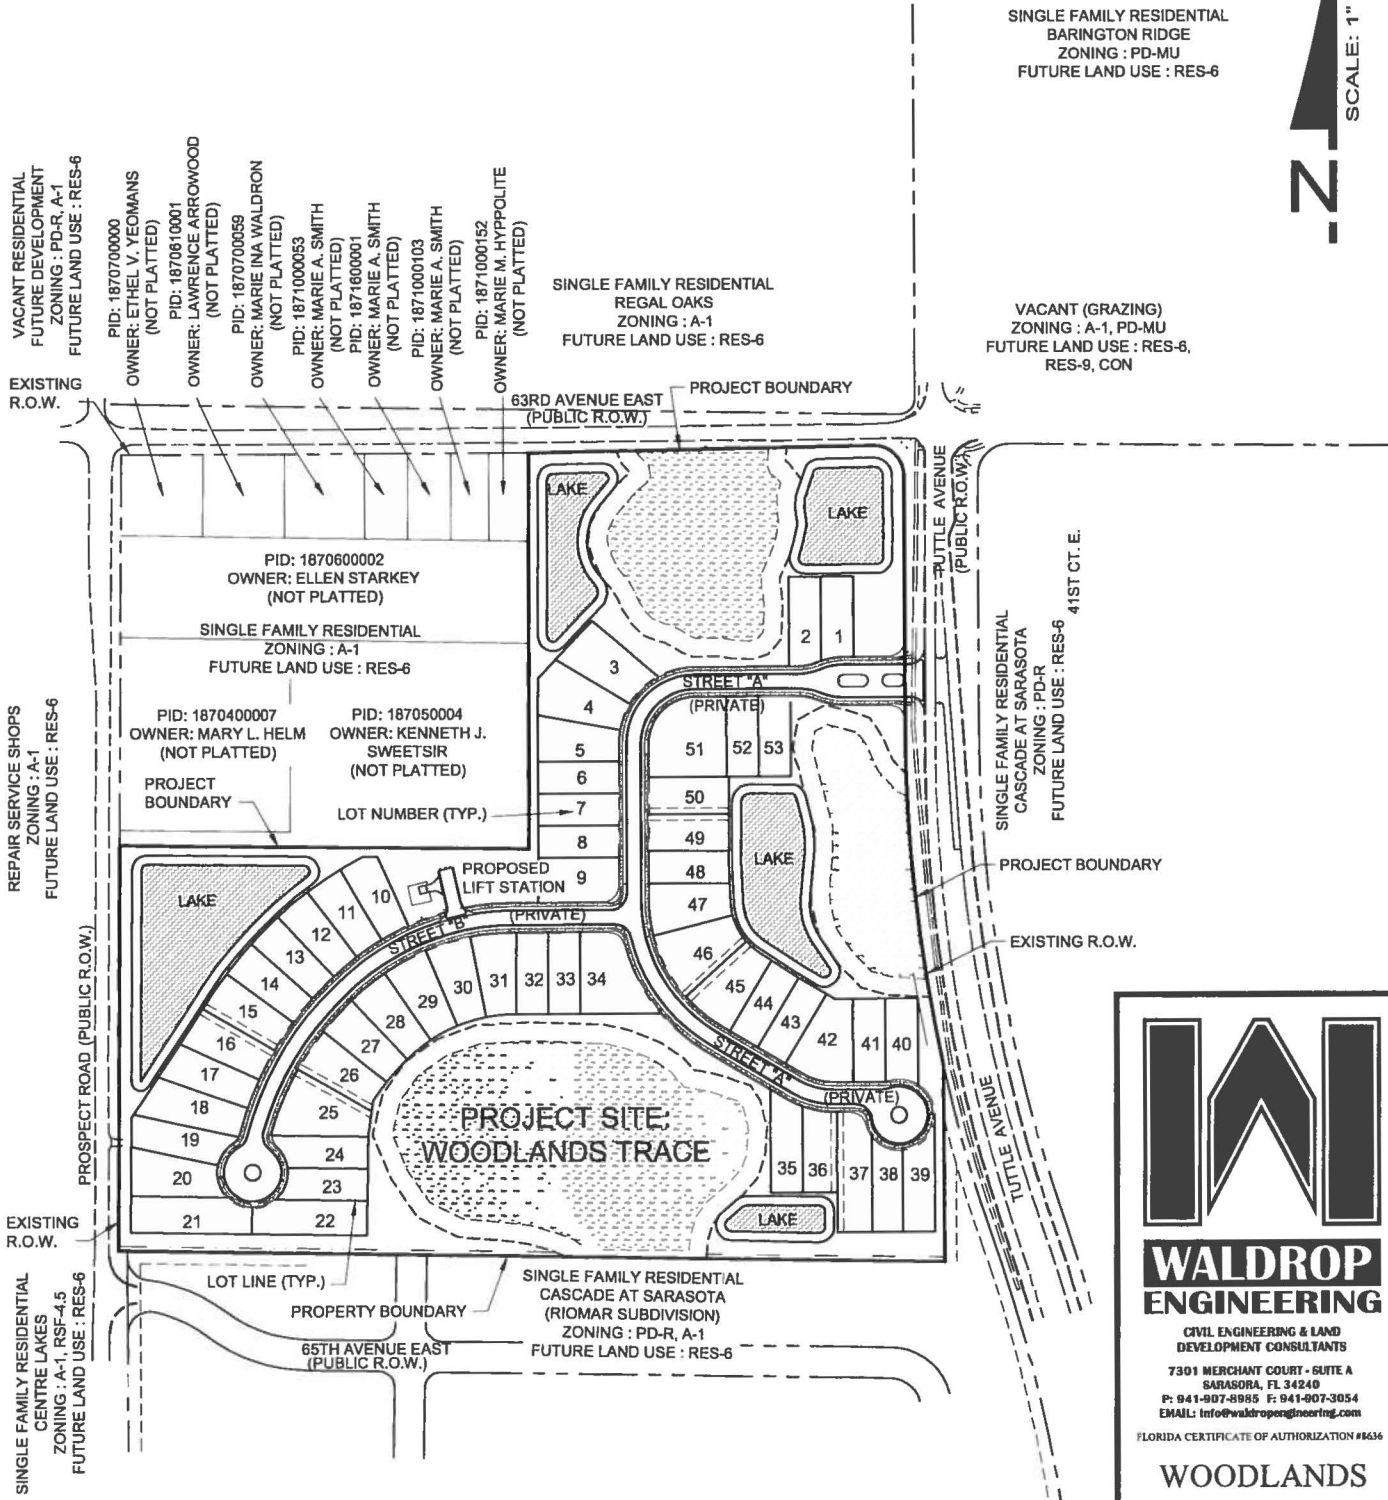 SINGLE FAMILY RESIDENTIAL
BARINGTON RIDGE
ZONING : PD-MU
FUTURE LAND USE : RES-6
SCALE: 1"
N
VACANT RESIDENTIAL
FUTURE DEVELOPMENT
ZONING : PD-R, A-1
FUTURE LAND USE : RES-6
PID: 1870700000
OWNER: ETHEL V. YEOMANS
(NOT PLATTED)
PID: 1870610001
OWNER: LAWRENCE ARROWOOD
(NOT PLATTED)
PID: 1870700059
OWNER: MARIE INA WALDRON
(NOT PLATTED)
PID: 1871000053
OWNER: MARIE A. SMITH
(NOT PLATTED)
PID: 1871600001
OWNER: MARIE A. SMITH
(NOT PLATTED)
PID: 1871000103
OWNER: MARIE A. SMITH
(NOT PLATTED)
PID: 1871000152
OWNER: MARIE M. HYPPOLITE
(NOT PLATTED)
SINGLE FAMILY RESIDENTIAL
REGAL OAKS
ZONING : A-1
FUTURE LAND USE : RES-6
VACANT (GRAZING)
ZONING : A-1, PD-MU
FUTURE LAND USE : RES-6,
RES-9, CON
EXISTING
R.O.W.
63RD AVENUE EAST
(PUBLIC R.O.W.)
PROJECT BOUNDARY
LAKE
LAKE
TUTTLE AVENUE
(PUBLIC R.O.W.)
41ST CT. E.
PID: 1870600002
OWNER: ELLEN STARKEY
(NOT PLATTED)
SINGLE FAMILY RESIDENTIAL
ZONING : A-1
FUTURE LAND USE : RES-6
PID: 1870400007
OWNER: MARY L. HELM
(NOT PLATTED)
PID: 187050004
OWNER: KENNETH J.
SWEETSIR
(NOT PLATTED)
PROJECT
BOUNDARY
LOT NUMBER (TYP.)
REPAIR SERVICE SHOPS
ZONING : A-1
FUTURE LAND USE : RES-6
SINGLE FAMILY RESIDENTIAL
CASCADE AT SARASOTA
ZONING : PD-R
FUTURE LAND USE : RES-6
2
1
3
STREET "A"
(PRIVATE)
4
5
6
7
8
9
51
52
53
50
49
48
47
46
45
44
43
42
41
40
LAKE
PROJECT BOUNDARY
EXISTING R.O.W.
PROPOSED
LIFT STATION
LAKE
10
11
12
13
14
15
16
17
18
19
20
21
STREET "B"
(PRIVATE)
34
33
32
31
30
29
28
27
26
25
24
23
22
PROSPECT ROAD (PUBLIC R.O.W.)
STREET "A"
(PRIVATE)
PROJECT SITE:
WOODLANDS TRACE
35
36
37
38
39
LAKE
TUTTLE AVENUE
EXISTING
R.O.W.
LOT LINE (TYP.)
PROPERTY BOUNDARY
SINGLE FAMILY RESIDENTIAL
CASCADE AT SARASOTA
(RIOMAR SUBDIVISION)
ZONING : PD-R, A-1
FUTURE LAND USE : RES-6
65TH AVENUE EAST
(PUBLIC R.O.W.)
SINGLE FAMILY RESIDENTIAL
CENTRE LAKES
ZONING : A-1, RSF-4.5
FUTURE LAND USE : RES-6
W
WALDROP
ENGINEERING
CIVIL ENGINEERING & LAND
DEVELOPMENT CONSULTANTS
7301 MERCHANT COURT - SUITE A
SARASORA, FL 34240
P: 941-907-8985 F: 941-907-3054
EMAIL: info@waldropengineering.com
FLORIDA CERTIFICATE OF AUTHORIZATION #8636
WOODLANDS